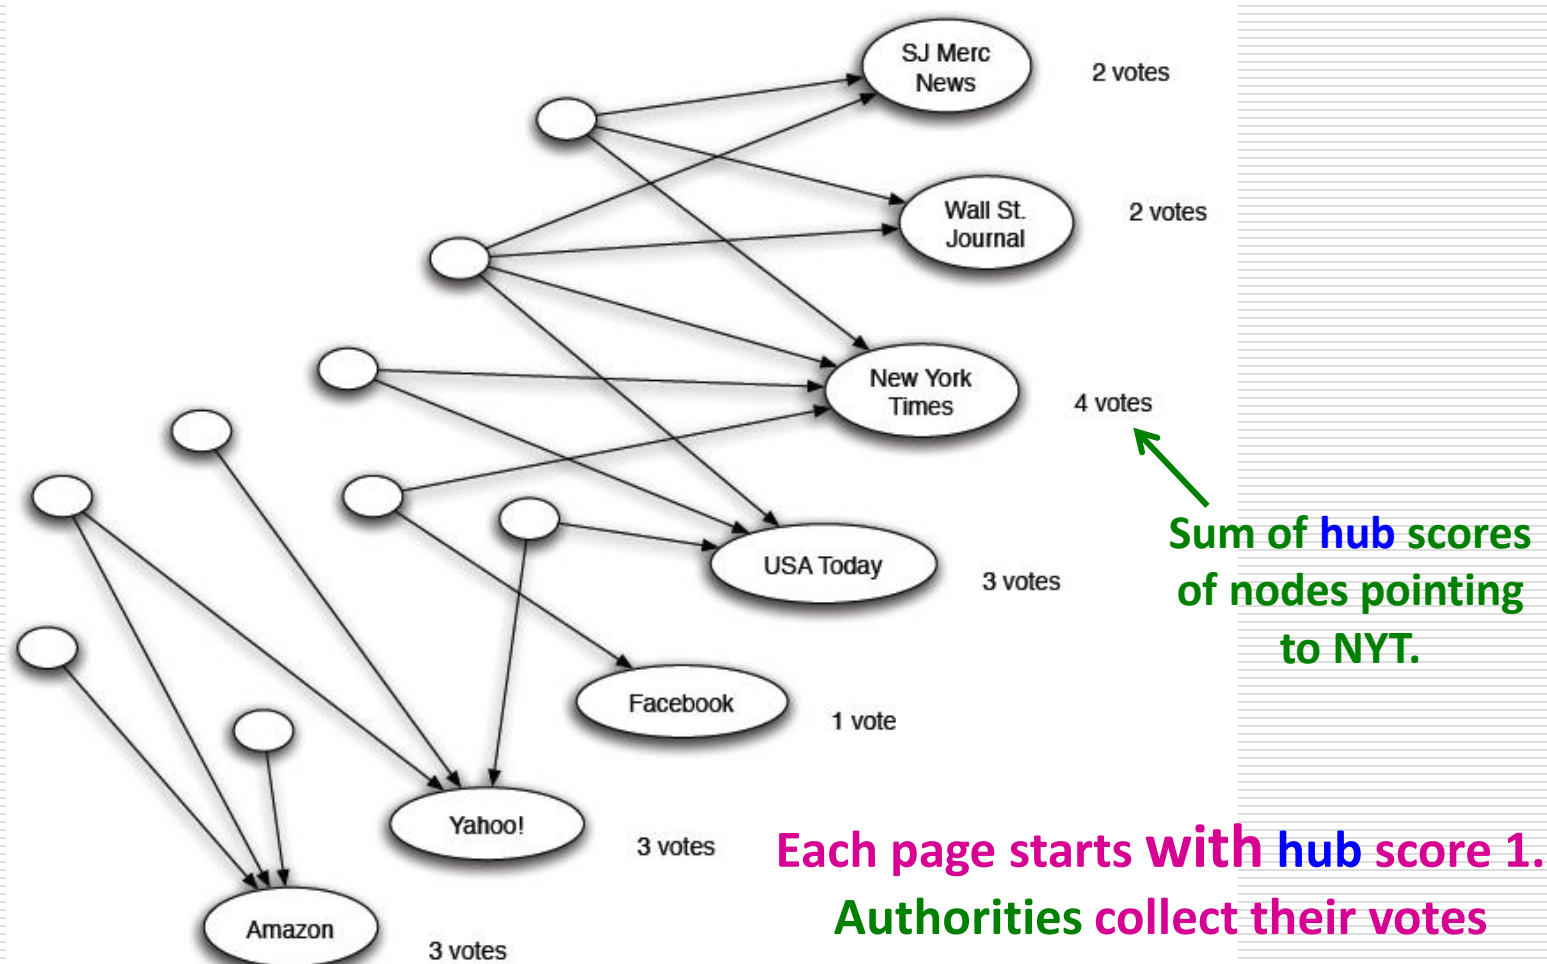 SJ Merc
News
2 votes
Wall St.
Journal
2 votes
New York
Times
4 votes
Sum of hub scores
of nodes pointing
to NYT.
USA Today
3 votes
Facebook
1 vote
Yahoo!
3 votes
Each page starts with hub score 1.
Authorities collect their votes
Amazon
3 votes